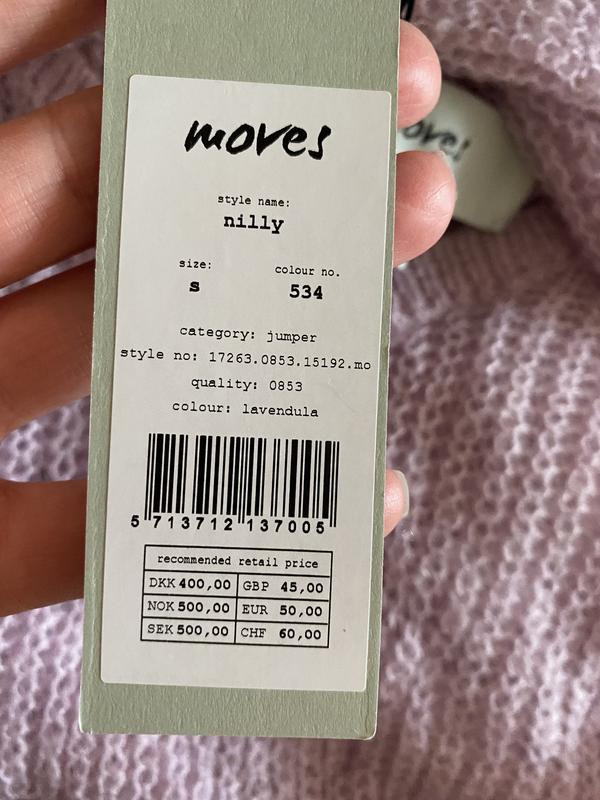 moves
style name:
nilly
size: colour no.
s 534
category: jumper
style no: 17263.0853.15192.mo
quality: 0853
colour: lavendula
5 713712 137005
recommended retail price
DKK 400,00 GBP 45,00
NOK 500,00 EUR 50,00
SEK 500,00 CHF 60,00